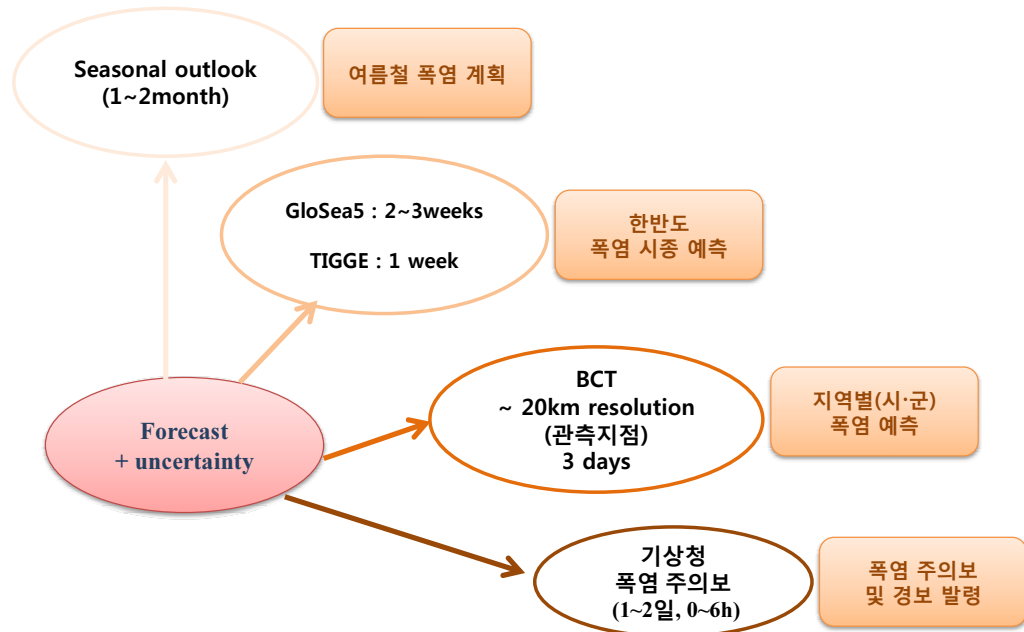 Seasonal outlook
(1~2month)
여름철 폭염 계획
GloSea5 : 2~3weeks
TIGGE : 1 week
한반도
폭염 시종 예측
BCT
~ 20km resolution
(관측지점)
3 days
지역별(시·군)
폭염 예측
Forecast
+ uncertainty
기상청
폭염 주의보
(1~2일, 0~6h)
폭염 주의보
및 경보 발령